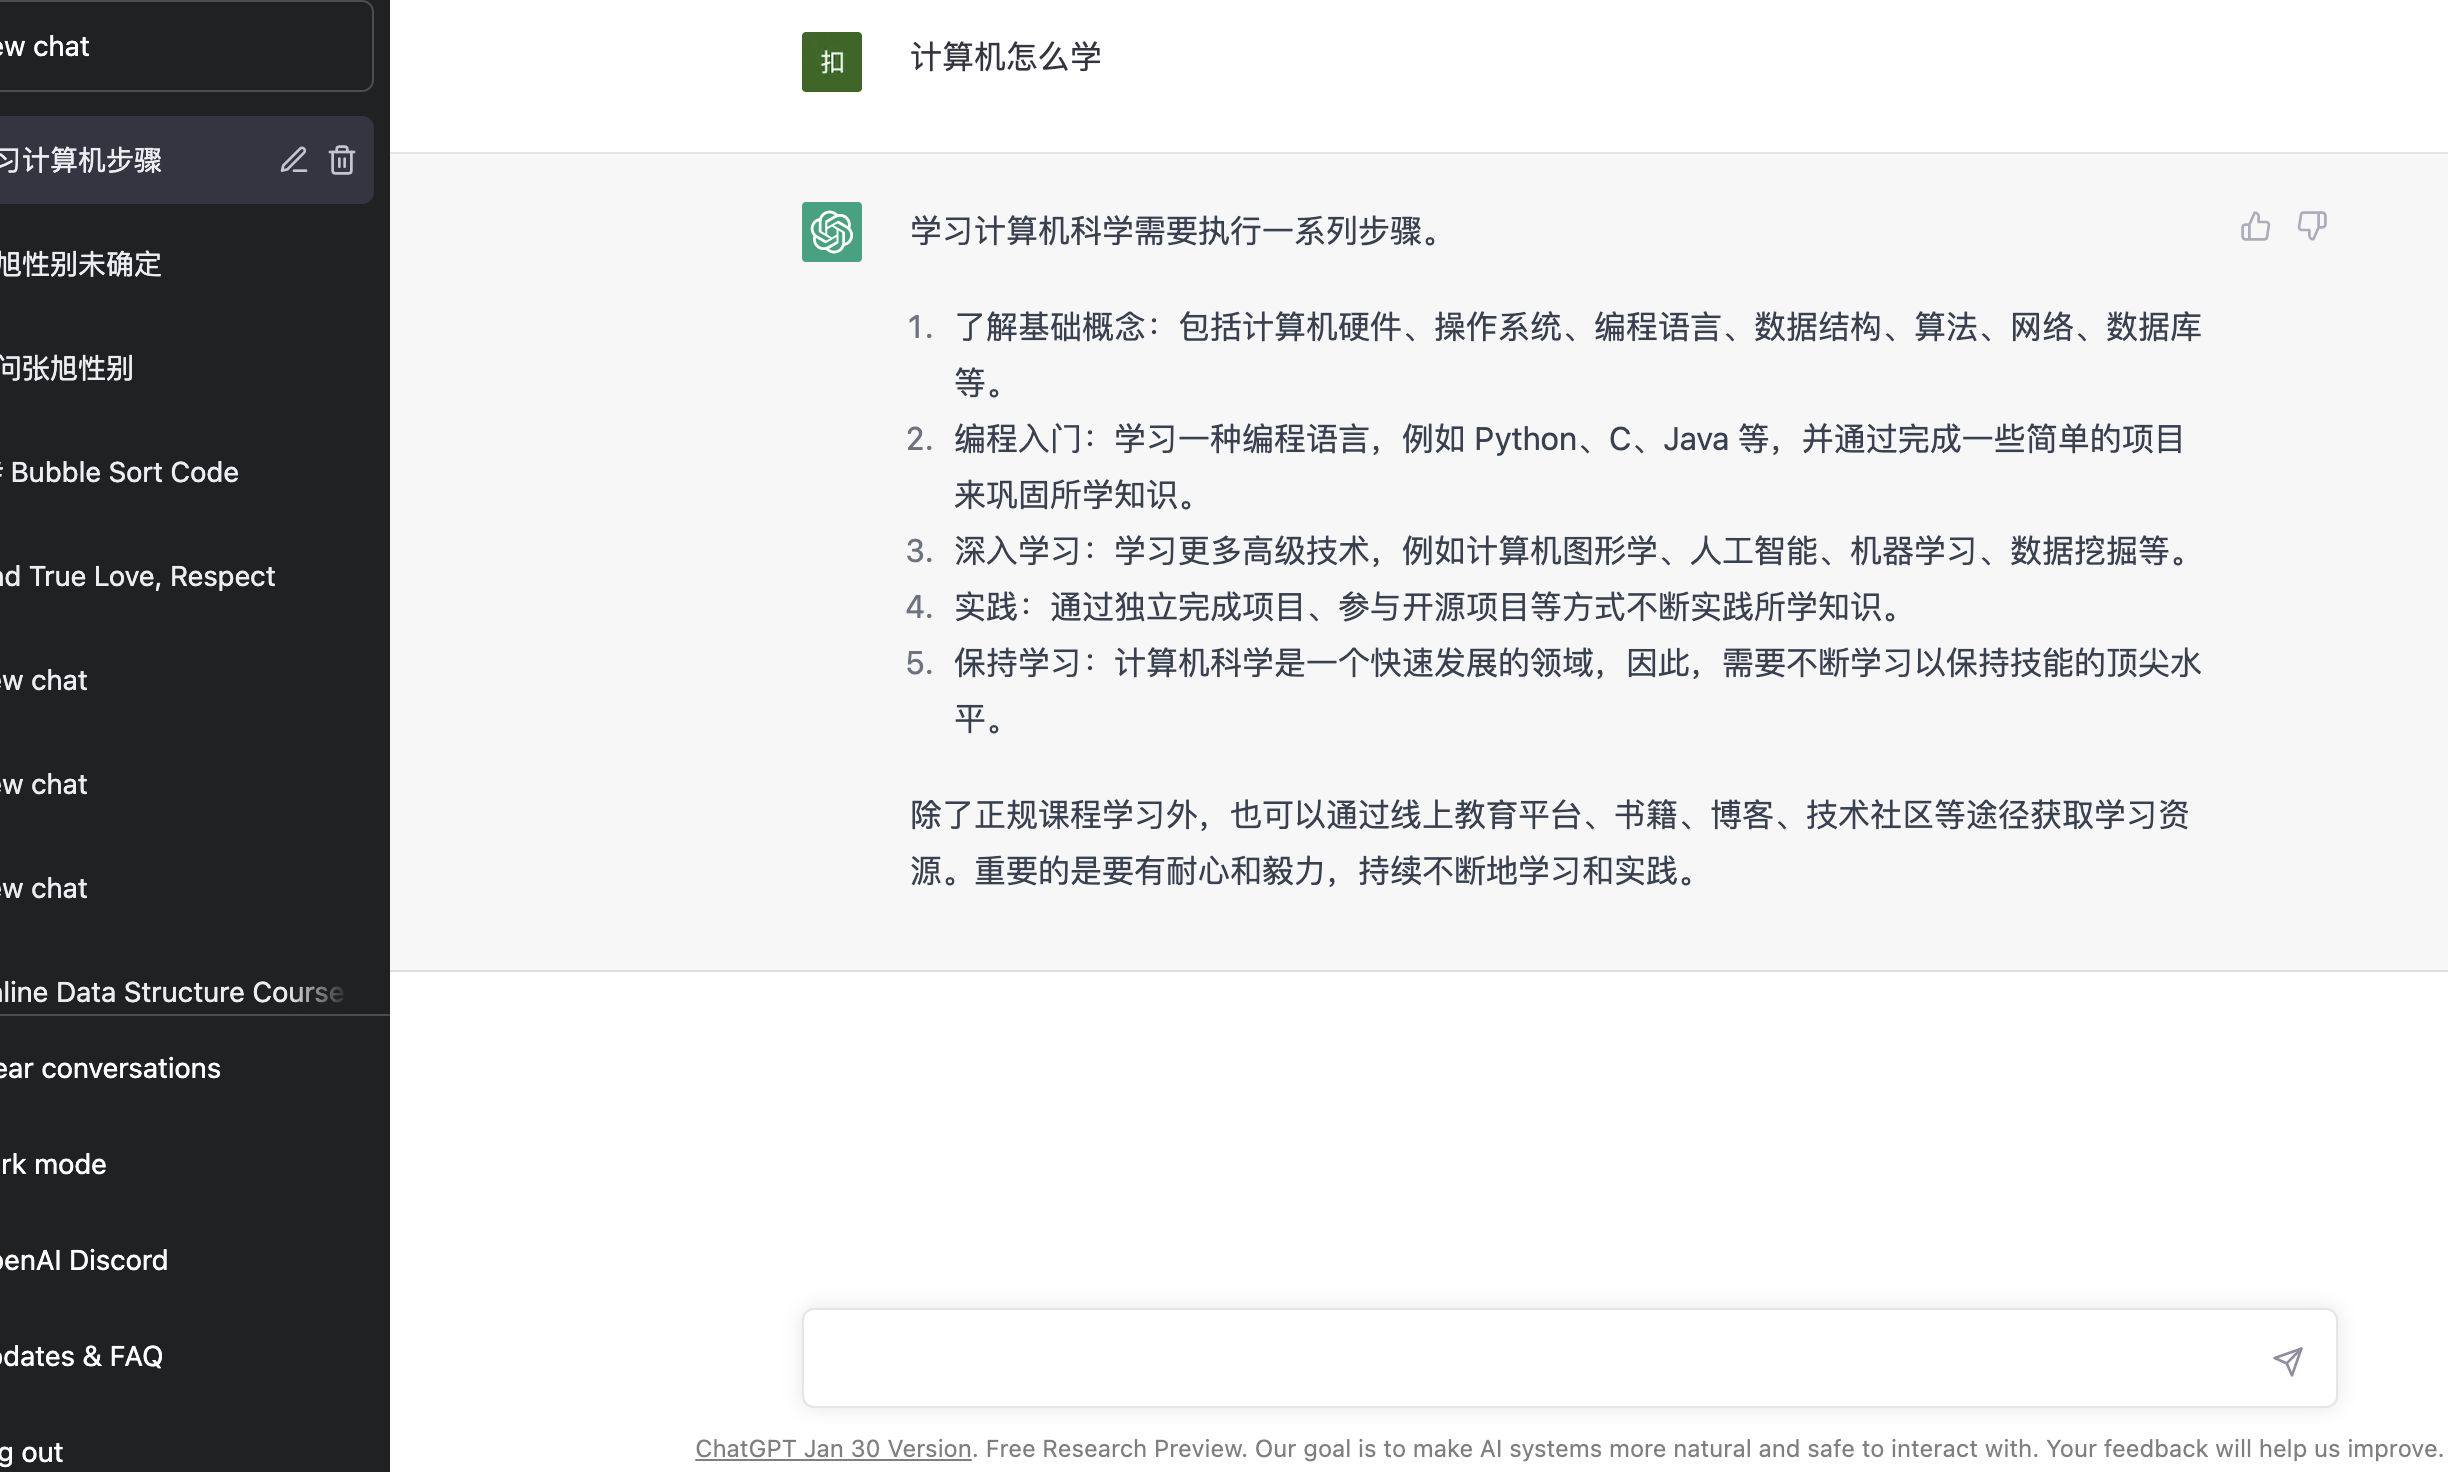 ew chat
习计算机步骤
旭性别未确定
问张旭性别
Bubble Sort Code
nd True Love, Respect
ew chat
ew chat
ew chat
line Data Structure Course
ear conversations
rk mode
penAI Discord
pdates & FAQ
g out
扣
计算机怎么学
学习计算机科学需要执行一系列步骤。
1. 了解基础概念：包括计算机硬件、操作系统、编程语言、数据结构、算法、网络、数据库
等。
2. 编程入门：学习一种编程语言，例如 Python、C、Java 等，并通过完成一些简单的项目
来巩固所学知识。
3. 深入学习：学习更多高级技术，例如计算机图形学、人工智能、机器学习、数据挖掘等。
4. 实践：通过独立完成项目、参与开源项目等方式不断实践所学知识。
5. 保持学习：计算机科学是一个快速发展的领域，因此，需要不断学习以保持技能的顶尖水
平。
除了正规课程学习外，也可以通过线上教育平台、书籍、博客、技术社区等途径获取学习资
源。重要的是要有耐心和毅力，持续不断地学习和实践。
ChatGPT Jan 30 Version. Free Research Preview. Our goal is to make AI systems more natural and safe to interact with. Your feedback will help us improve.